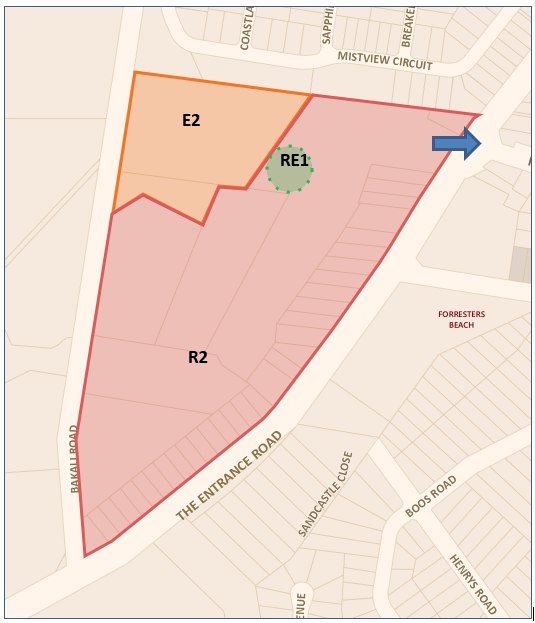 COASTLA
SAPPHI
BREAKE
MISTVIEW CIRCUIT
E2
RE1
FORRESTERS
BEACH
R2
BAKALI ROAD
THE ENTRANCE ROAD
SANDCASTLE CLOSE
BOOS ROAD
HENRYS ROAD
ENUE